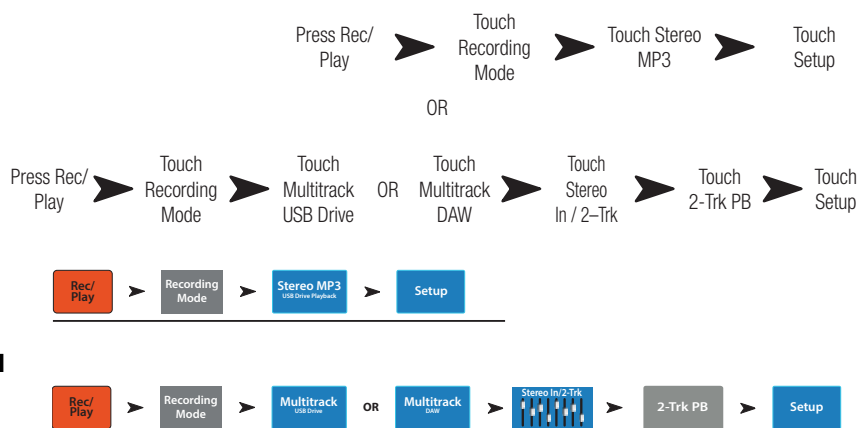 Press Rec/
Play
Touch
Recording
Mode
Touch Stereo
MP3
Touch
Setup
OR
Press Rec/
Play
Touch
Recording
Mode
Touch
Multitrack
USB Drive
OR
Touch
Multitrack
DAW
Touch
Stereo
In / 2–Trk
Touch
2-Trk PB
Touch
Setup
Rec/
Play
Recording
Mode
Stereo MP3
USB Drive Playback
Setup
Rec/
Play
Recording
Mode
Multitrack
USB Drive
OR
Multitrack
DAW
Stereo In/2-Trk
2-Trk PB
Setup